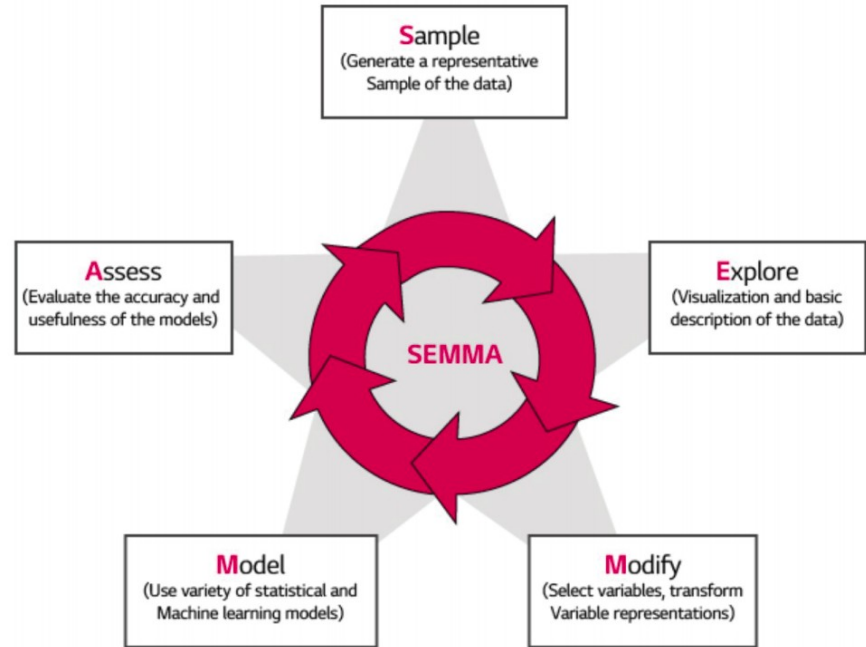 Sample
(Generate a representative
Sample of the data)
Assess
(Evaluate the accuracy and
usefulness of the models)
Explore
(Visualization and basic
description of the data)
SEMMA
Model
(Use variety of statistical and
Machine learning models)
Modify
(Select variables, transform
Variable representations)